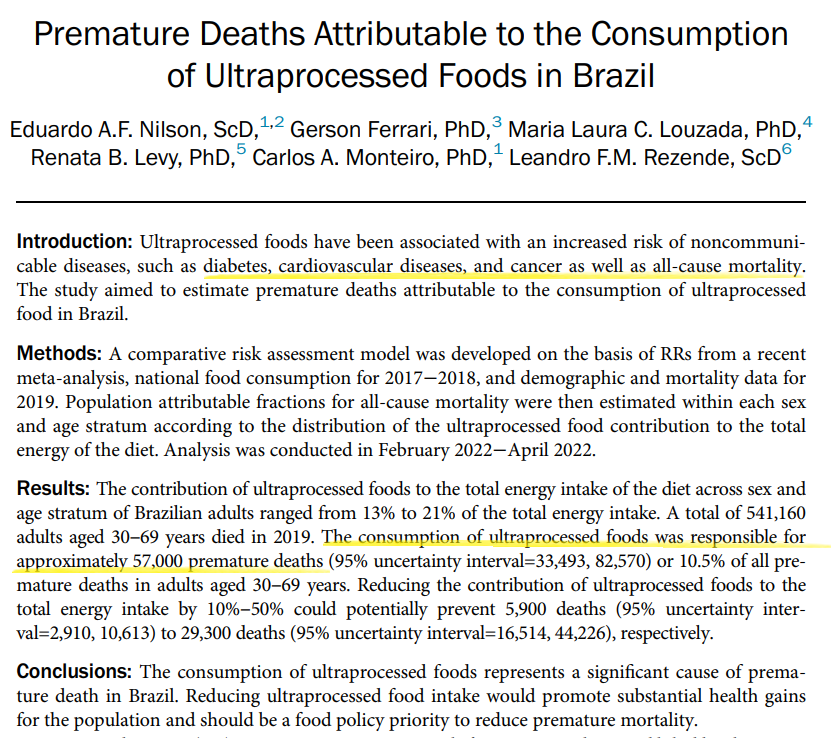 Premature Deaths Attributable to the Consumption
of Ultraprocessed Foods in Brazil
Eduardo A.F. Nilson, ScD,1,2 Gerson Ferrari, PhD,3 Maria Laura C. Louzada, PhD,4
Renata B. Levy, PhD,5 Carlos A. Monteiro, PhD,1 Leandro F.M. Rezende, ScD6
Introduction: Ultraprocessed foods have been associated with an increased risk of noncommuni-
cable diseases, such as diabetes, cardiovascular diseases, and cancer as well as all-cause mortality.
The study aimed to estimate premature deaths attributable to the consumption of ultraprocessed
food in Brazil.
Methods: A comparative risk assessment model was developed on the basis of RRs from a recent
meta-analysis, national food consumption for 2017−2018, and demographic and mortality data for
2019. Population attributable fractions for all-cause mortality were then estimated within each sex
and age stratum according to the distribution of the ultraprocessed food contribution to the total
energy of the diet. Analysis was conducted in February 2022−April 2022.
Results: The contribution of ultraprocessed foods to the total energy intake of the diet across sex and
age stratum of Brazilian adults ranged from 13% to 21% of the total energy intake. A total of 541,160
adults aged 30−69 years died in 2019. The consumption of ultraprocessed foods was responsible for
approximately 57,000 premature deaths (95% uncertainty interval=33,493, 82,570) or 10.5% of all pre-
mature deaths in adults aged 30−69 years. Reducing the contribution of ultraprocessed foods to the
total energy intake by 10%−50% could potentially prevent 5,900 deaths (95% uncertainty inter-
val=2,910, 10,613) to 29,300 deaths (95% uncertainty interval=16,514, 44,226), respectively.
Conclusions: The consumption of ultraprocessed foods represents a significant cause of prema-
ture death in Brazil. Reducing ultraprocessed food intake would promote substantial health gains
for the population and should be a food policy priority to reduce premature mortality.